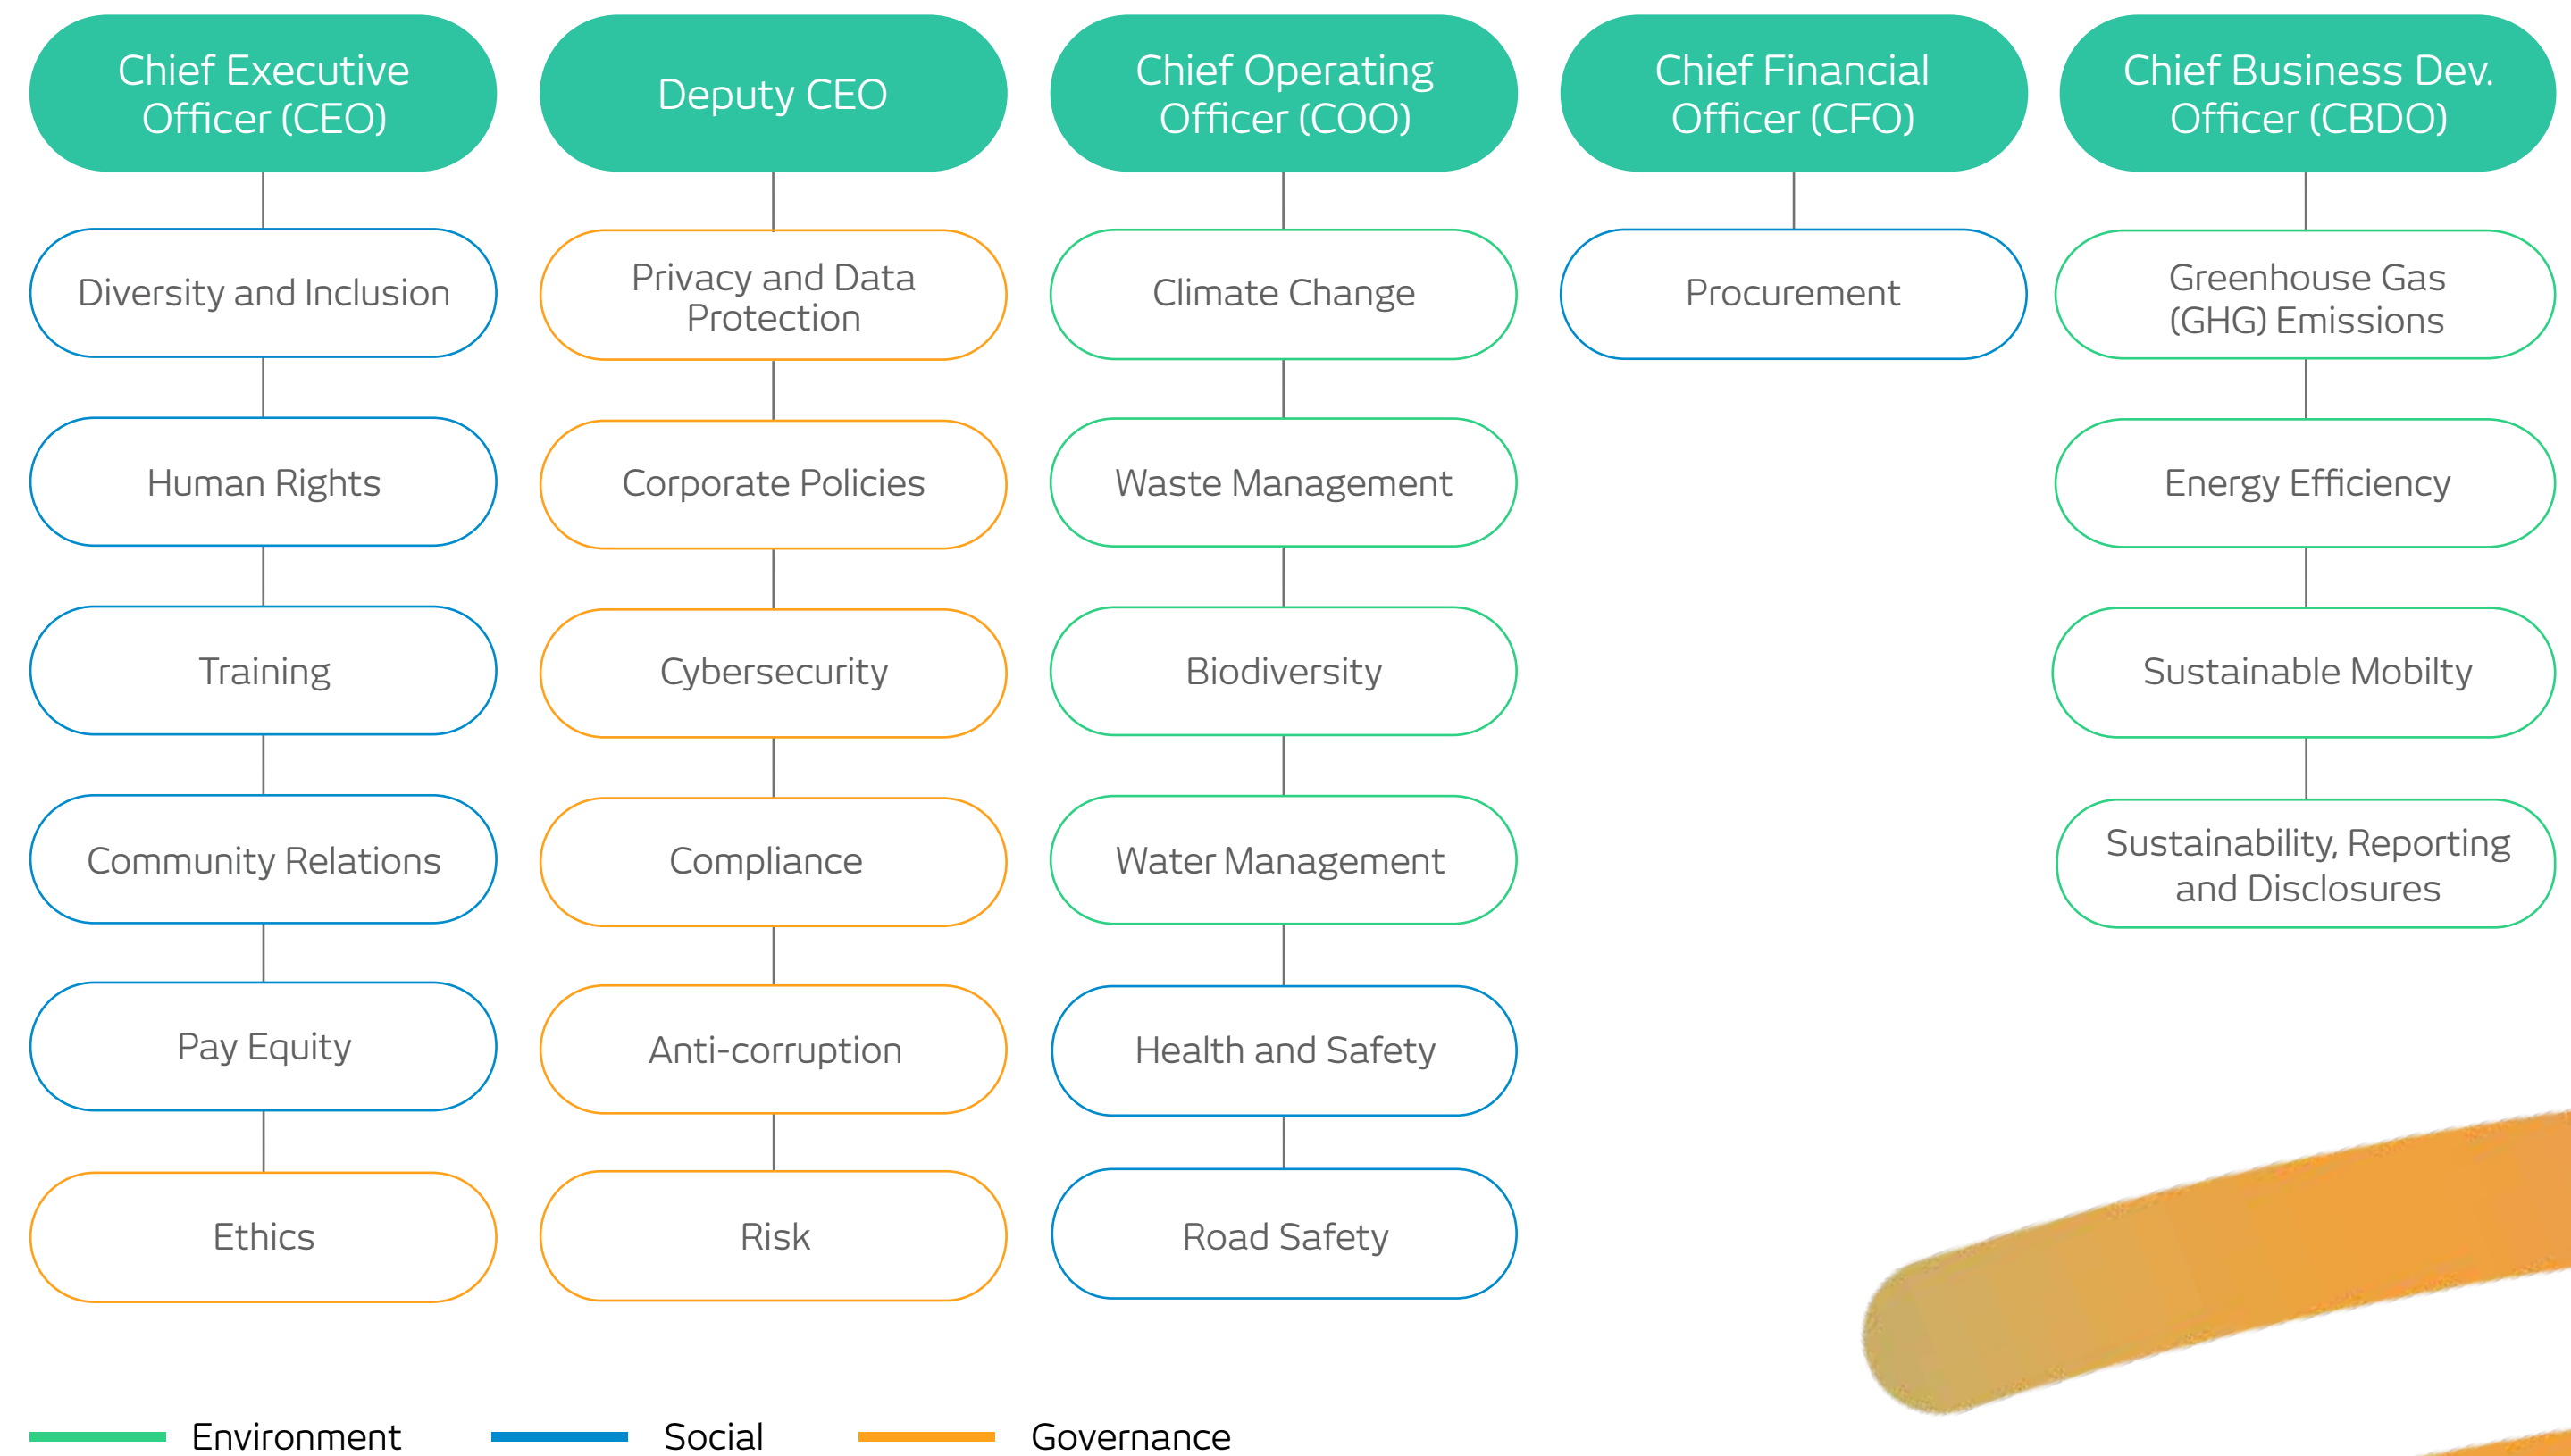 Chief Executive
Officer (CEO)
Diversity and Inclusion
Human Rights
Training
Community Relations
Pay Equity
Ethics
Deputy CEO
Privacy and Data
Protection
Corporate Policies
Cybersecurity
Compliance
Anti-corruption
Risk
Chief Operating
Officer (COO)
Climate Change
Waste Management
Biodiversity
Water Management
Health and Safety
Road Safety
Chief Financial
Officer (CFO)
Procurement
Chief Business Dev.
Officer (CBDO)
Greenhouse Gas
(GHG) Emissions
Energy Efficiency
Sustainable Mobilty
Sustainability, Reporting
and Disclosures
Environment
Social
Governance